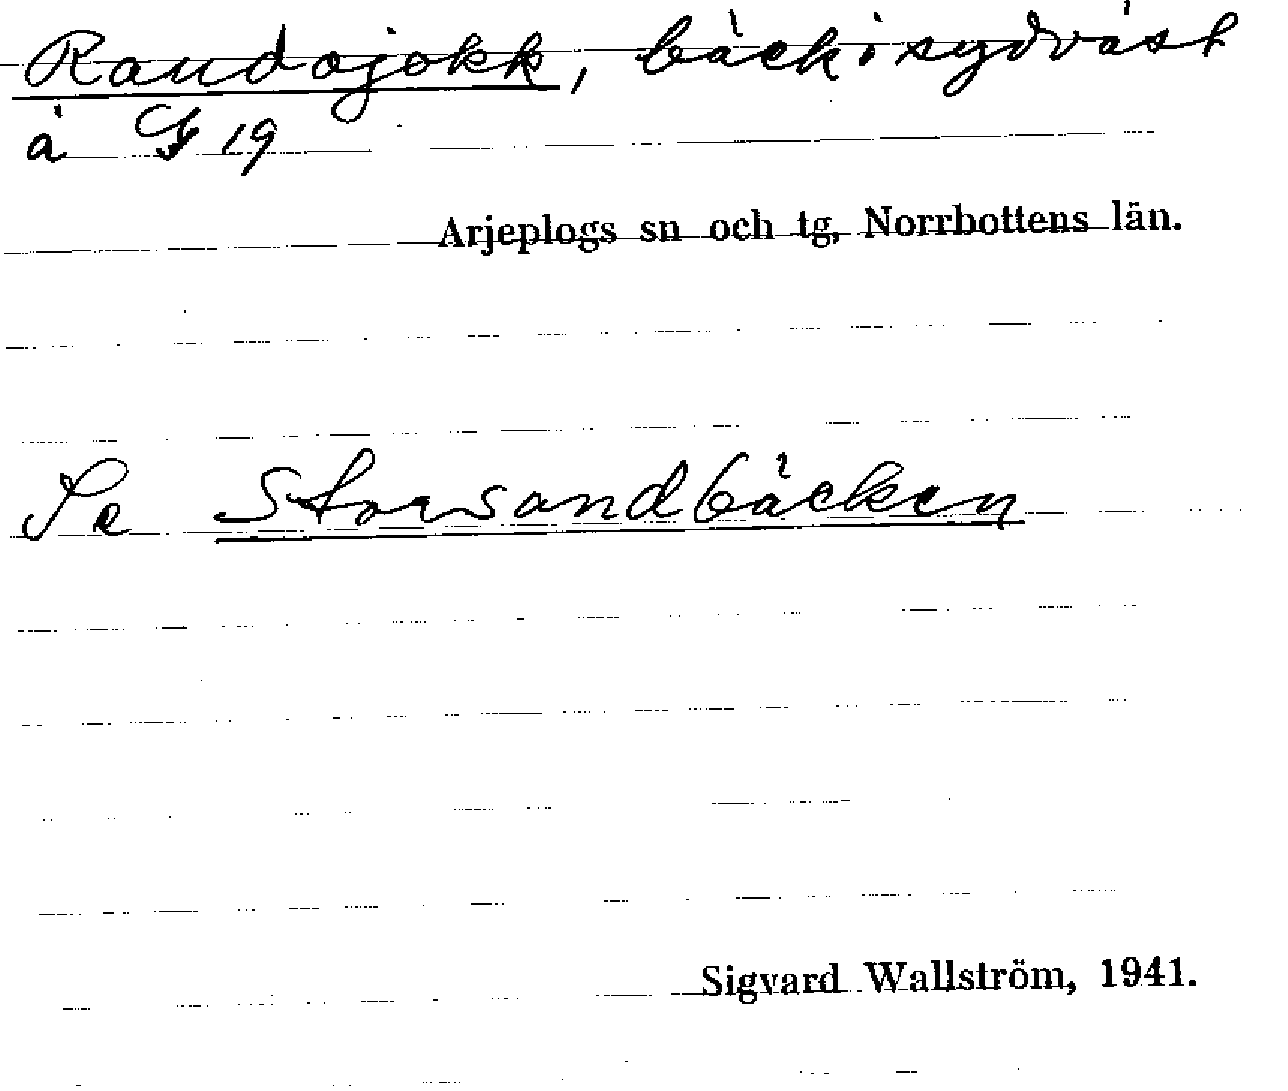 Raudojokk, bäck i sydväst
å G 19
Arjeplogs sn och tg, Norrbottens län.
Se Storsandbäcken
Sigvard Wallström, 1941.